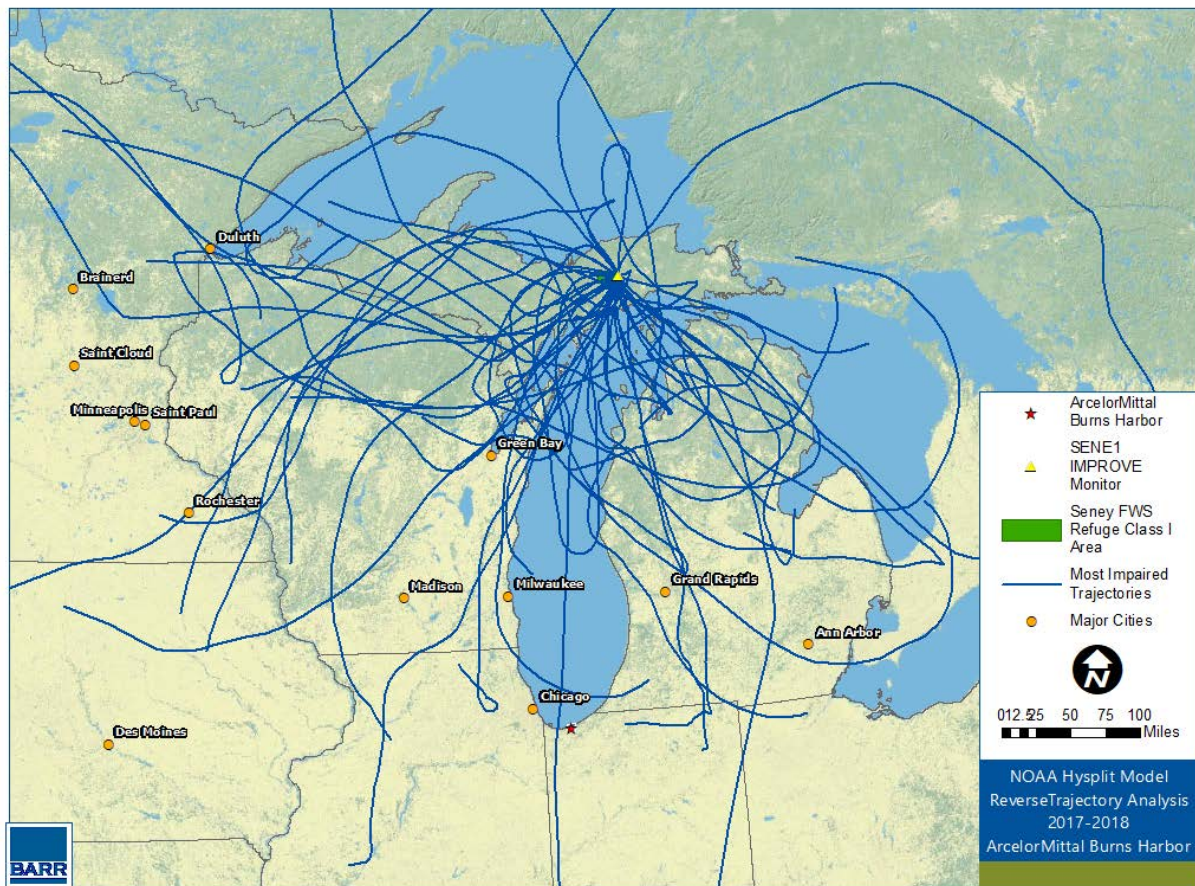 Duluth
Brainerd
Saint Cloud
Minneapolis
Saint Paul
Green Bay
Rochester
Madison
Milwaukee
Grand Rapids
Ann Arbor
Chicago
Des Moines
ArcelorMittal
Burns Harbor
SENE1
IMPROVE
Monitor
Seney FWS
Refuge Class I
Area
Most Impaired
Trajectories
Major Cities
N
012.525 50 75 100
Miles
NOAA Hysplit Model
ReverseTrajectory Analysis
2017-2018
ArcelorMittal Burns Harbor
BARR